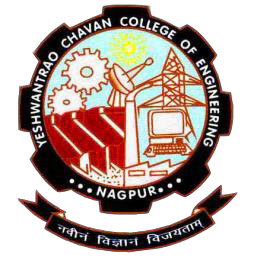 YESHWANTRAO CHAVAN COLLEGE OF ENGINEERING
NAGPUR
नवीनं विज्ञानं विजयताम्